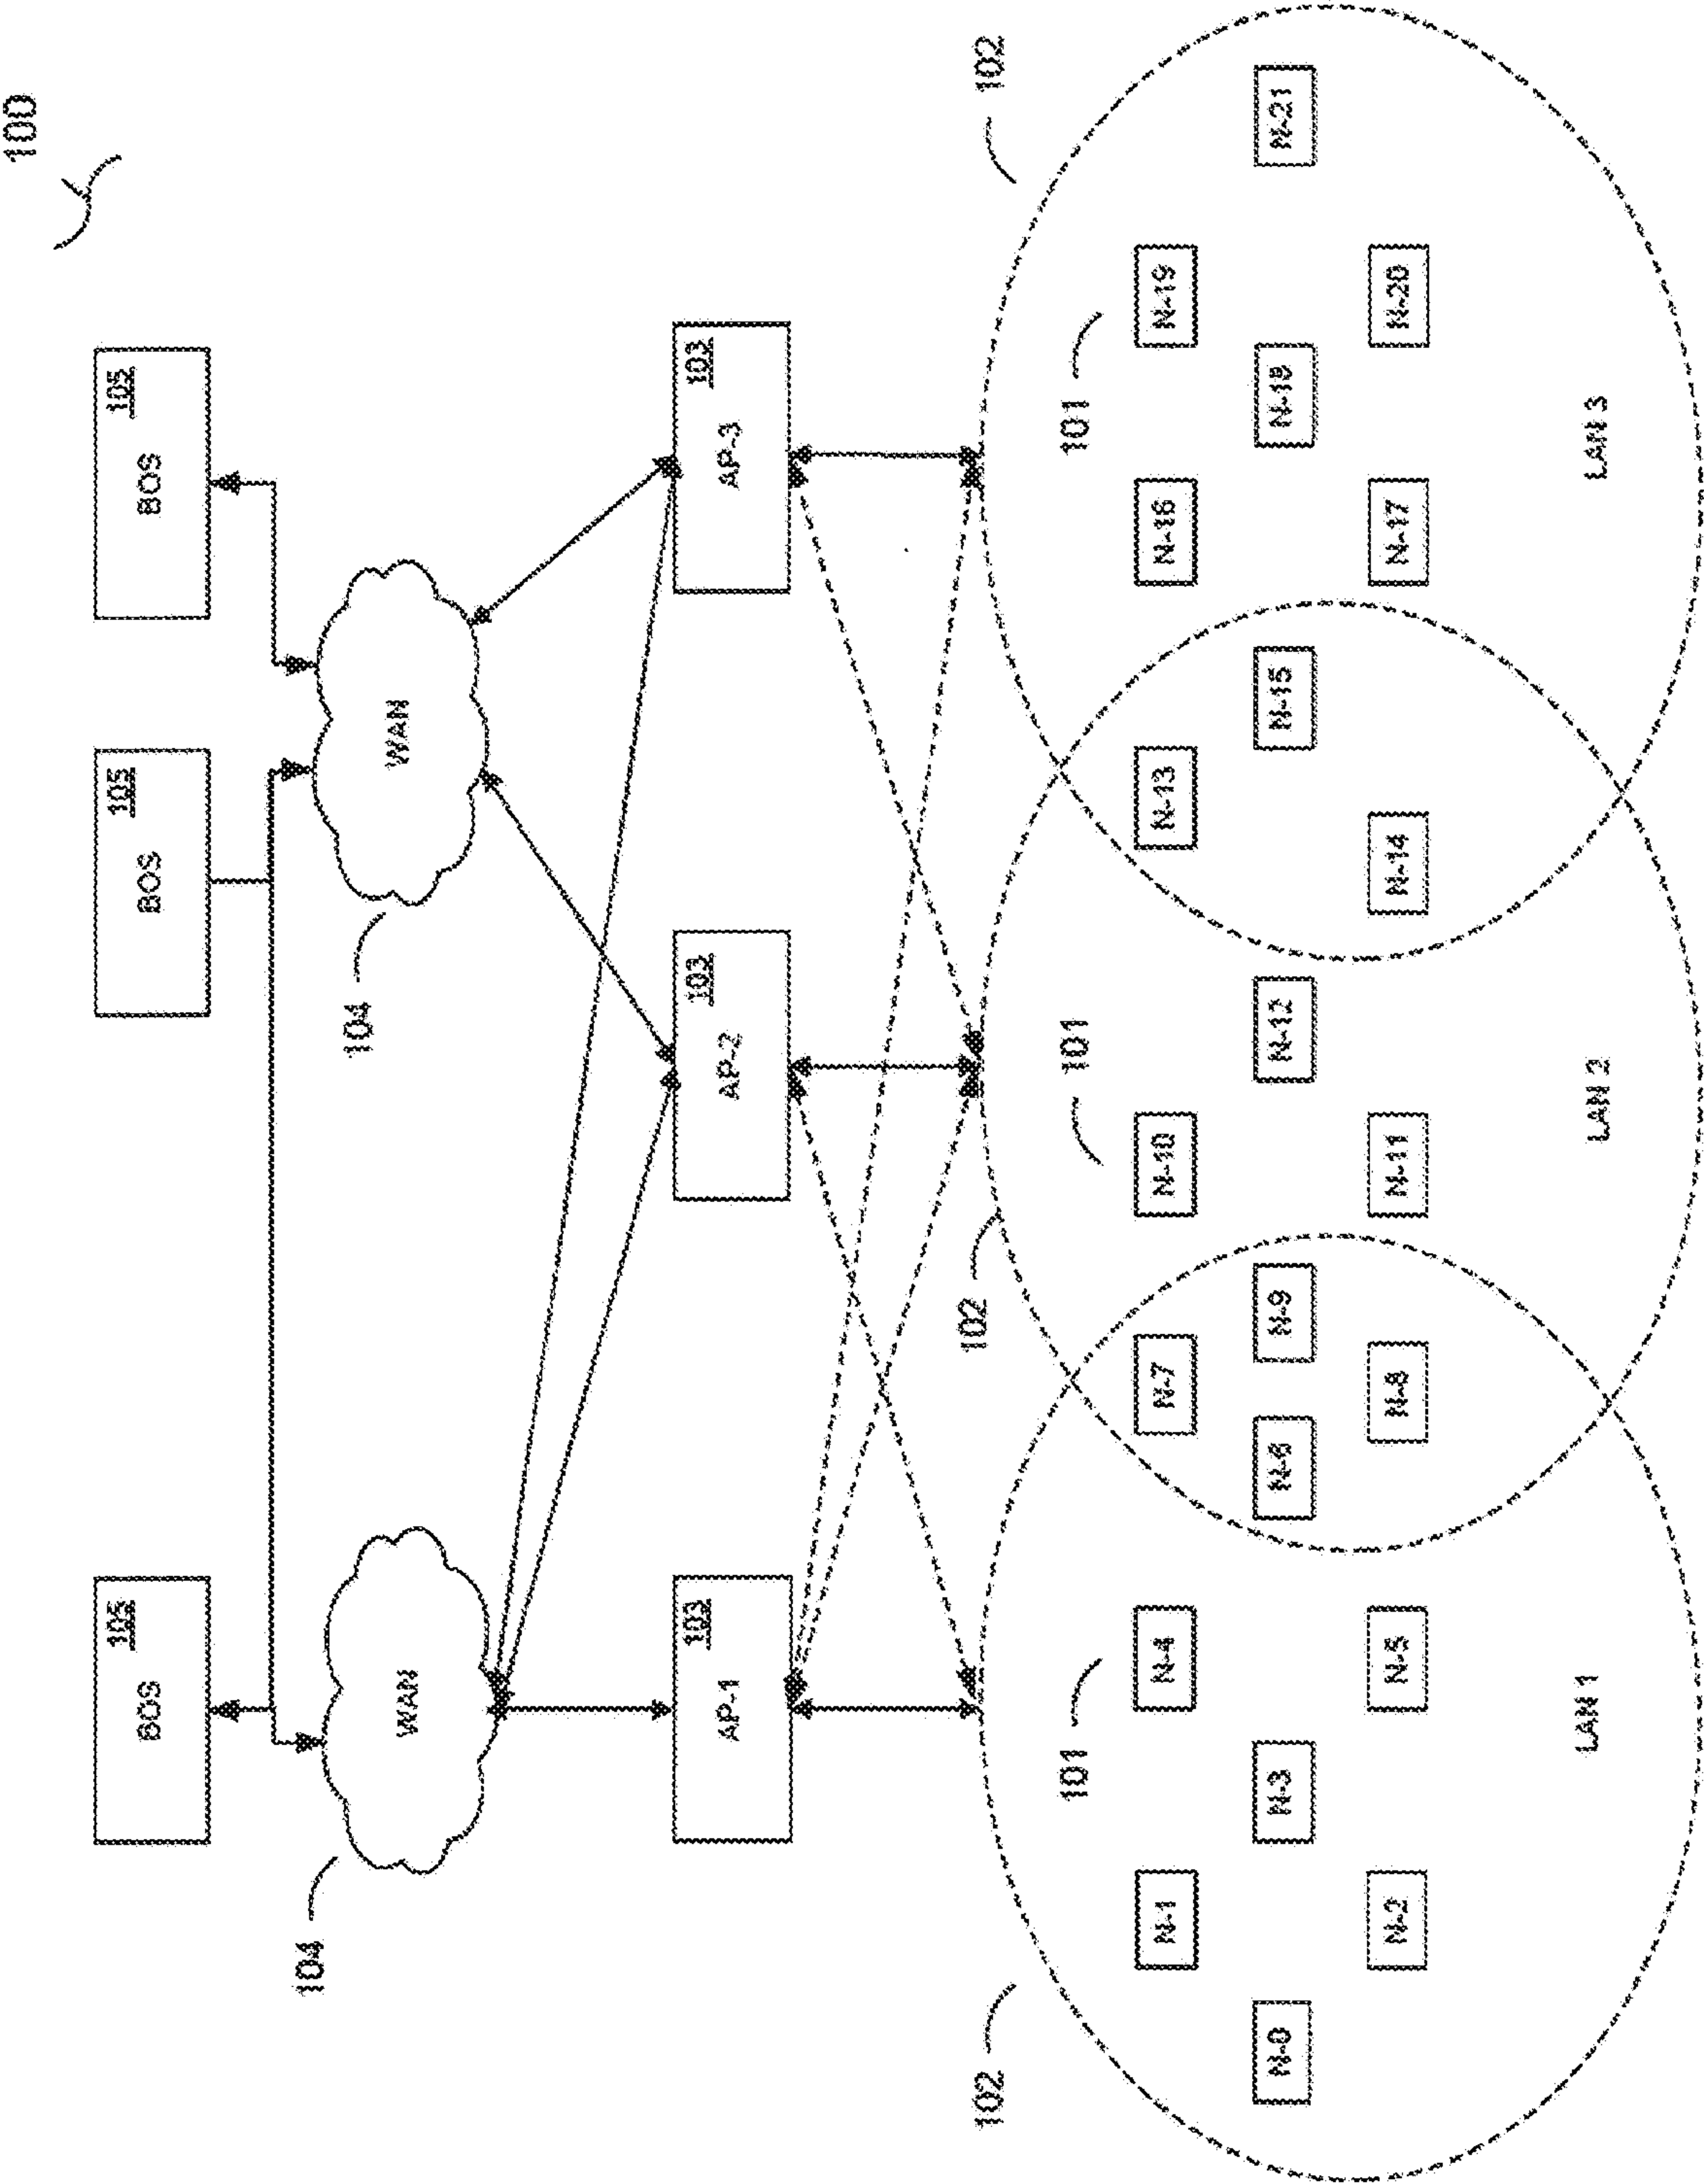 100
BOS
105
BOS
105
BOS
105
WAN
104
WAN
104
AP-1
103
AP-2
103
AP-3
103
102
102
102
101
101
101
N-1
N-4
N-7
N-10
N-13
N-16
N-19
N-0
N-3
N-6
N-9
N-12
N-15
N-18
N-21
N-2
N-5
N-8
N-11
N-14
N-17
N-20
LAN 1
LAN 2
LAN 3